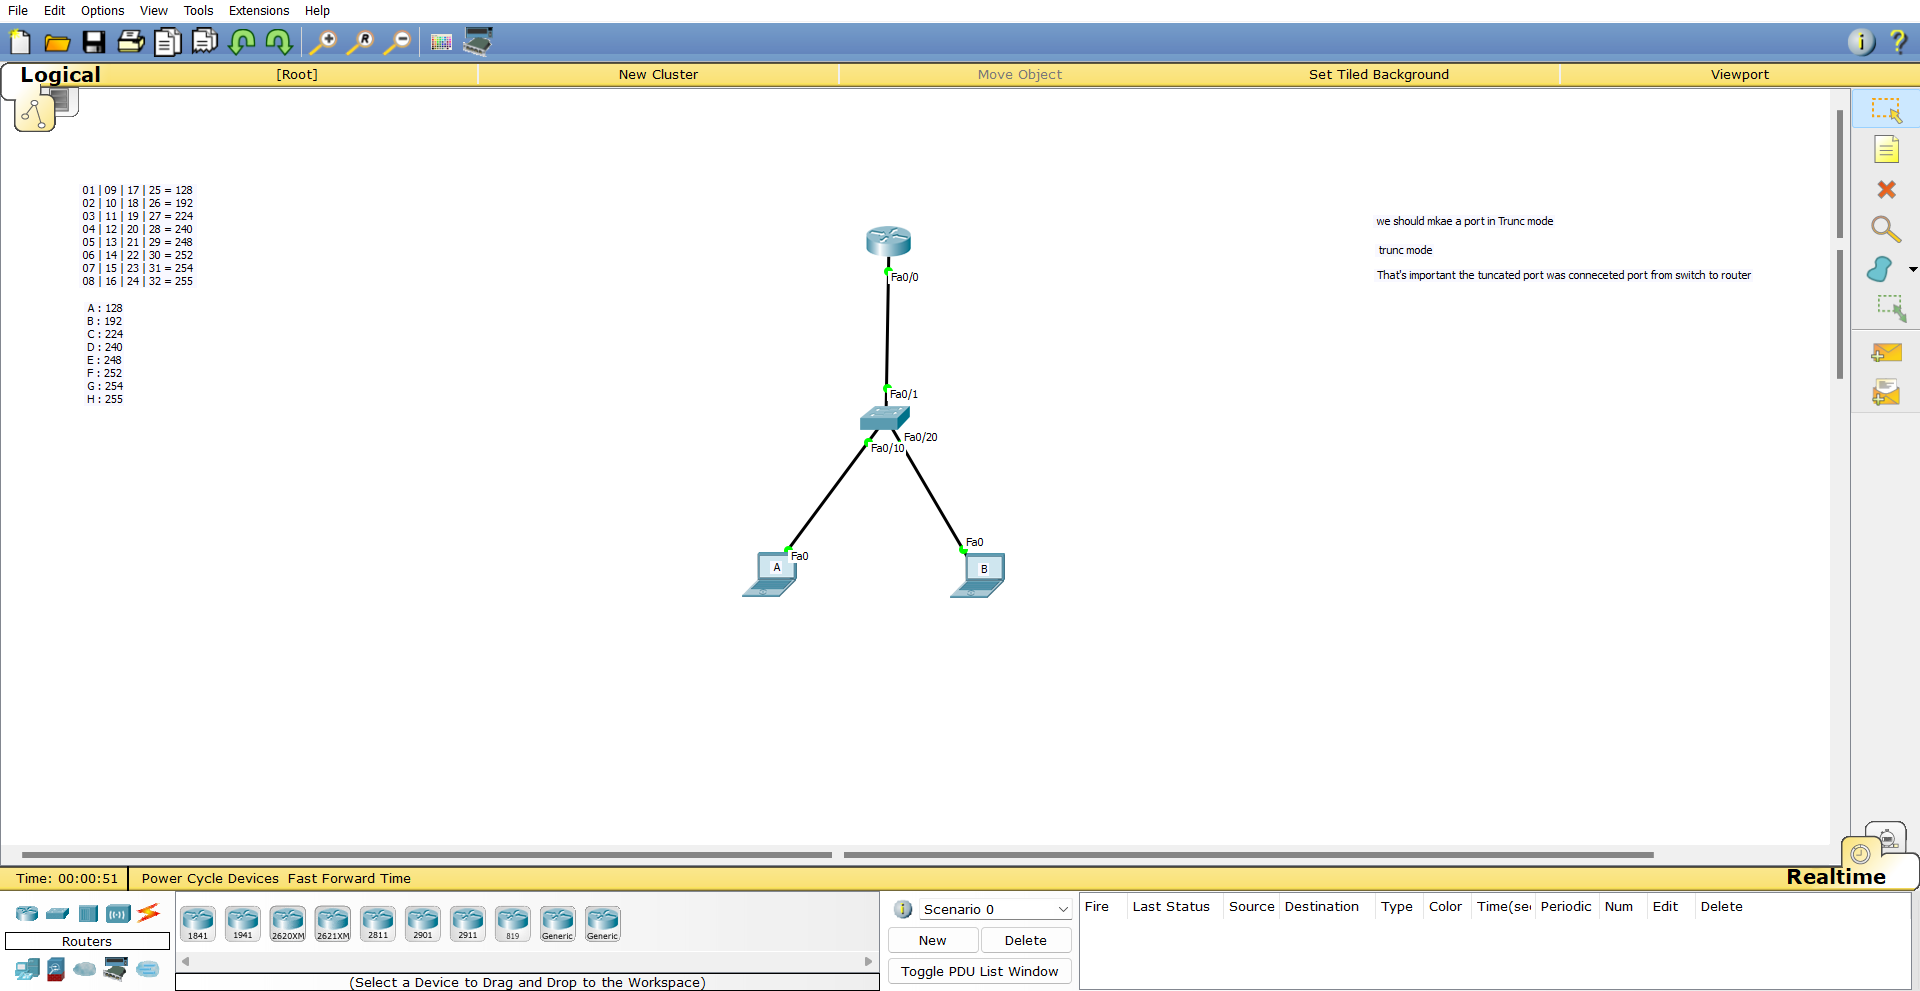 File Edit Options View Tools Extensions Help
Logical [Root] New Cluster Move Object Set Tiled Background Viewport
01 | 09 | 17 | 25 = 128
02 | 10 | 18 | 26 = 192
03 | 11 | 19 | 27 = 224
04 | 12 | 20 | 28 = 240
05 | 13 | 21 | 29 = 248
06 | 14 | 22 | 30 = 252
07 | 15 | 23 | 31 = 254
08 | 16 | 24 | 32 = 255
A : 128
B : 192
C : 224
D : 240
E : 248
F : 252
G : 254
H : 255
Fa0/0
Fa0/1
Fa0/20
Fa0/10
Fa0
Fa0
A
B
we should mkae a port in Trunc mode
trunc mode
That's important the tuncated port was conneceted port from switch to router
Time: 00:00:51 Power Cycle Devices Fast Forward Time Realtime
Routers
1841 1941 2620XM 2621XM 2811 2901 2911 819 Generic Generic
(Select a Device to Drag and Drop to the Workspace)
Scenario 0
New Delete
Toggle PDU List Window
Fire Last Status Source Destination Type Color Time(se Periodic Num Edit Delete